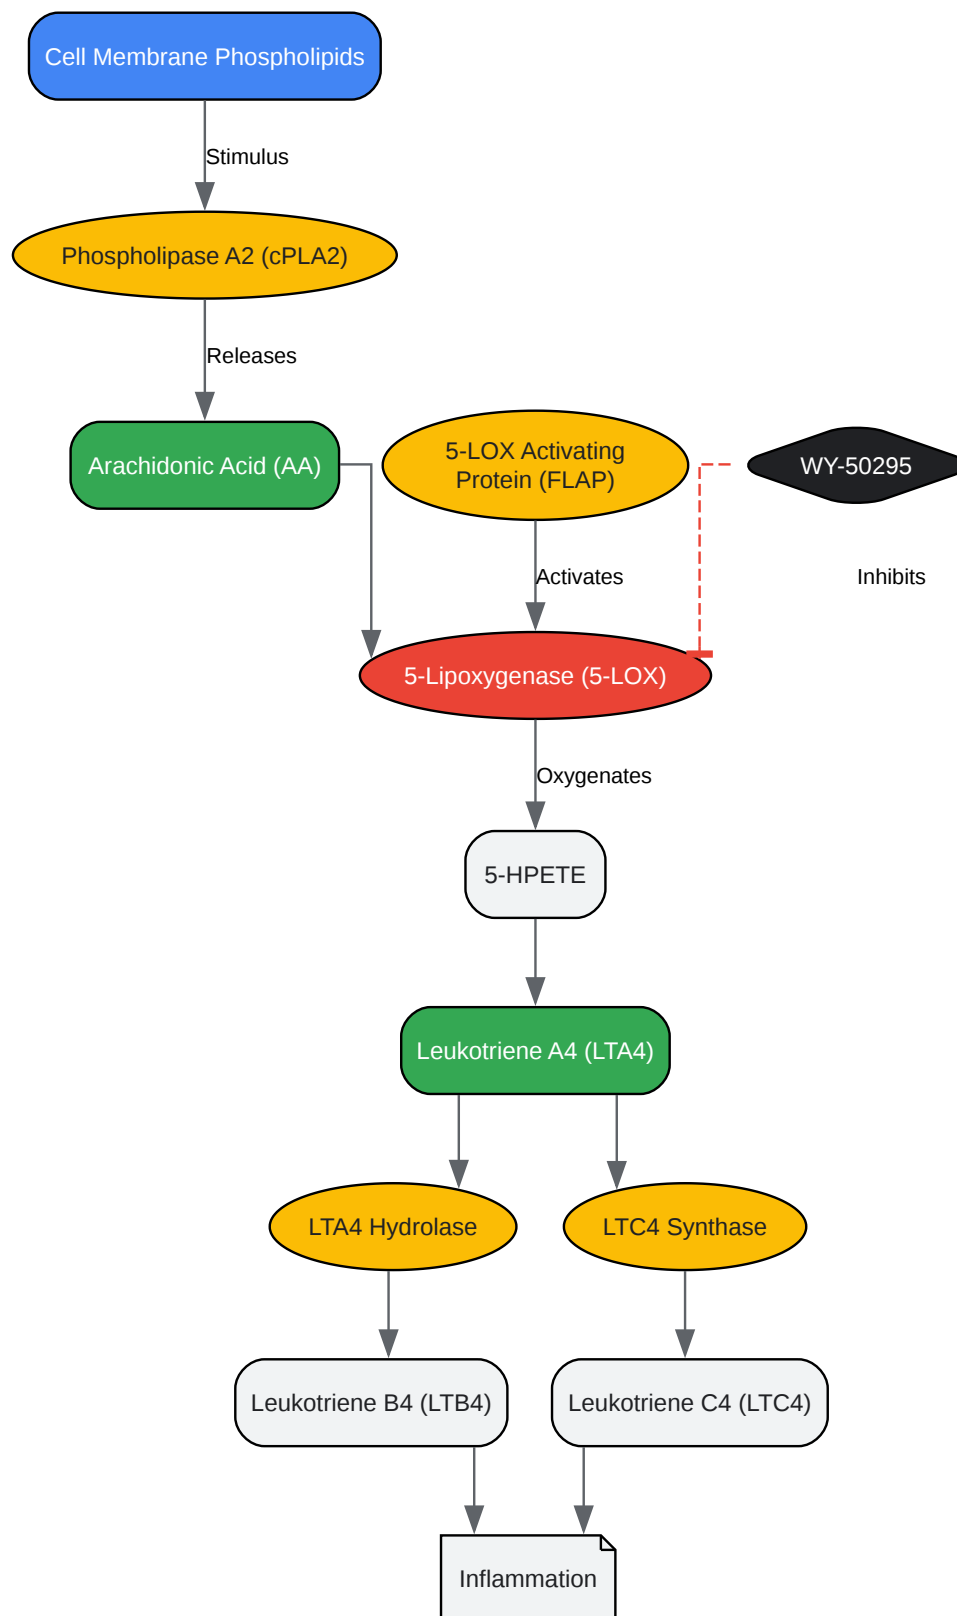 Cell Membrane Phospholipids
Stimulus
Phospholipase A2 (cPLA2)
Releases
Arachidonic Acid (AA)
5-LOX Activating
Protein (FLAP)
WY-50295
Activates
Inhibits
5-Lipoxygenase (5-LOX)
Oxygenates
5-HPETE
Leukotriene A4 (LTA4)
LTA4 Hydrolase
LTC4 Synthase
Leukotriene B4 (LTB4)
Leukotriene C4 (LTC4)
Inflammation